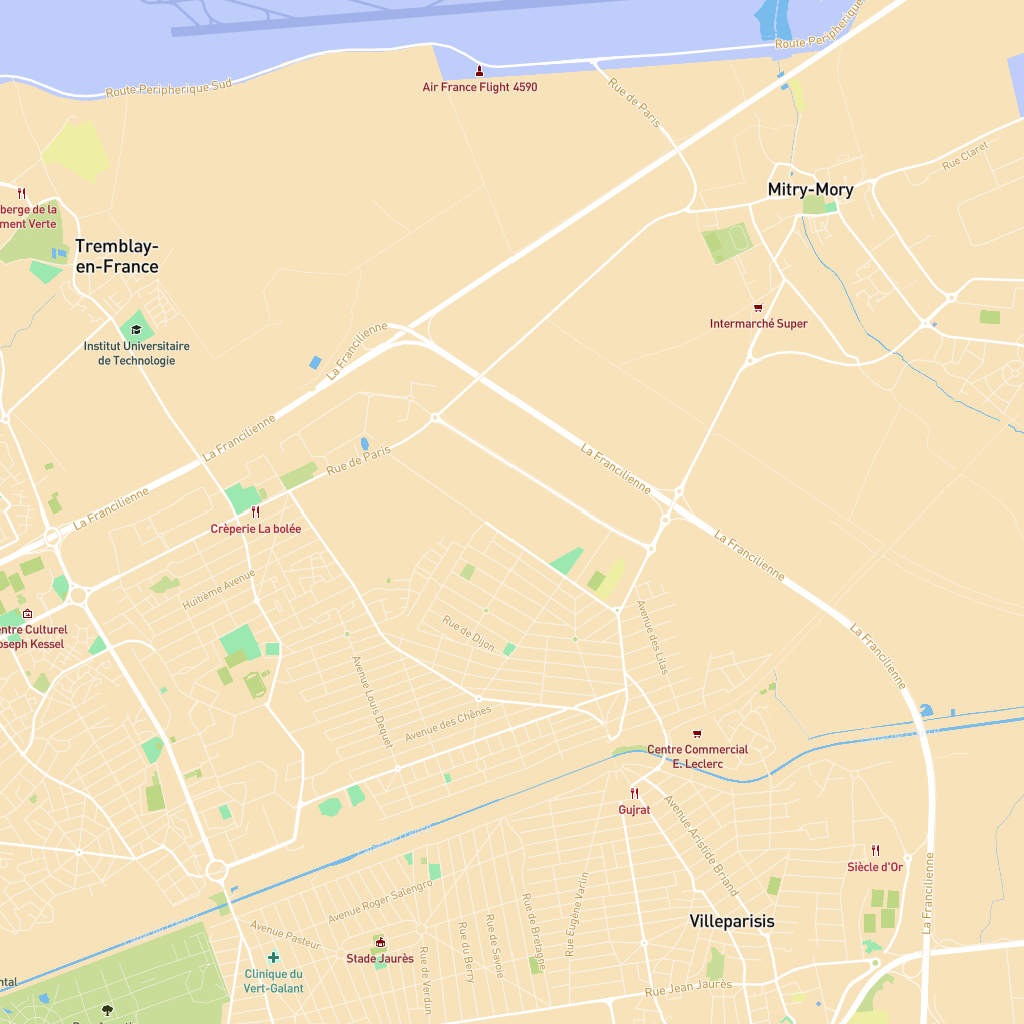 Route Peripherique
Route Peripherique Sud
Air France Flight 4590
Rue de Paris
Rue Claret
Mitry-Mory
berge de la
ment Verte
Tremblay-
en-France
Intermarché Super
Institut Universitaire
de Technologie
La Francilienne
La Francilienne
Rue de Paris
La Francilienne
La Francilienne
Crèperie La bolée
La Francilienne
Huitième Avenue
entre Culturel
oseph Kessel
Rue de Dijon
Avenue des Lilas
La Francilienne
Avenue Louis Dequet
Avenue des Chênes
Centre Commercial
E. Leclerc
Gujrat
Avenue Aristide Briand
Siècle d'Or
La Francilienne
Avenue Roger Salengro
Rue Eugène Varlin
Rue de Bretagne
Rue de Savoie
Rue du Berry
Rue de Verdun
Villeparisis
Avenue Pasteur
Stade Jaurès
Clinique du
Vert-Galant
ntal
Rue Jean Jaurès